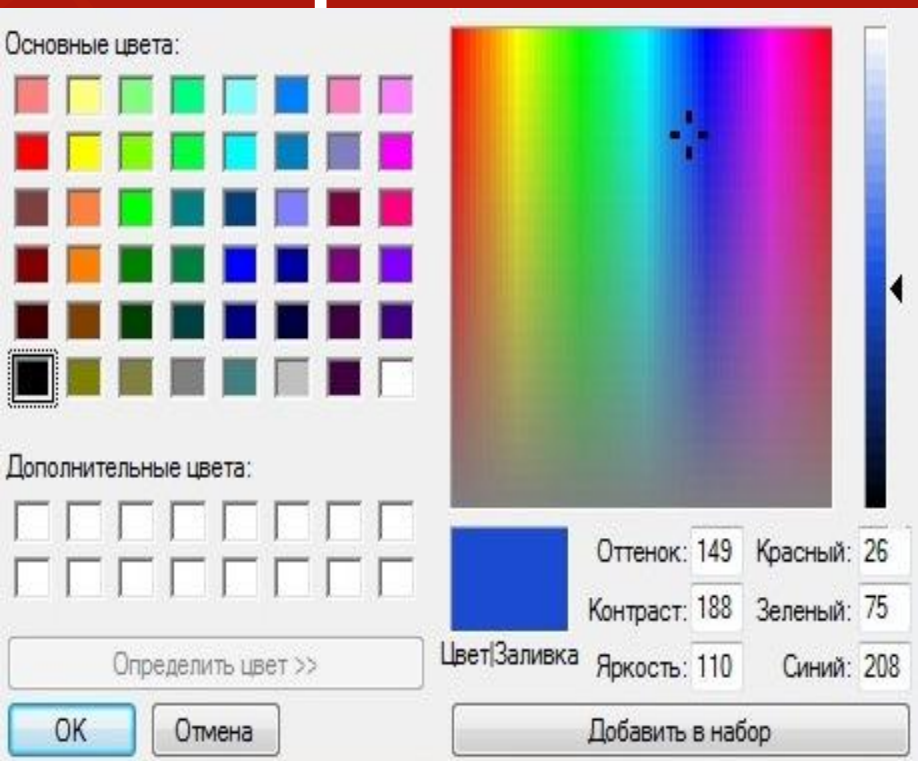 Основные цвета:
Дополнительные цвета:
Определить цвет >>
ОК
Отмена
Цвет|Заливка
Оттенок: 149
Контраст: 188
Яркость: 110
Красный: 26
Зеленый: 75
Синий: 208
Добавить в набор